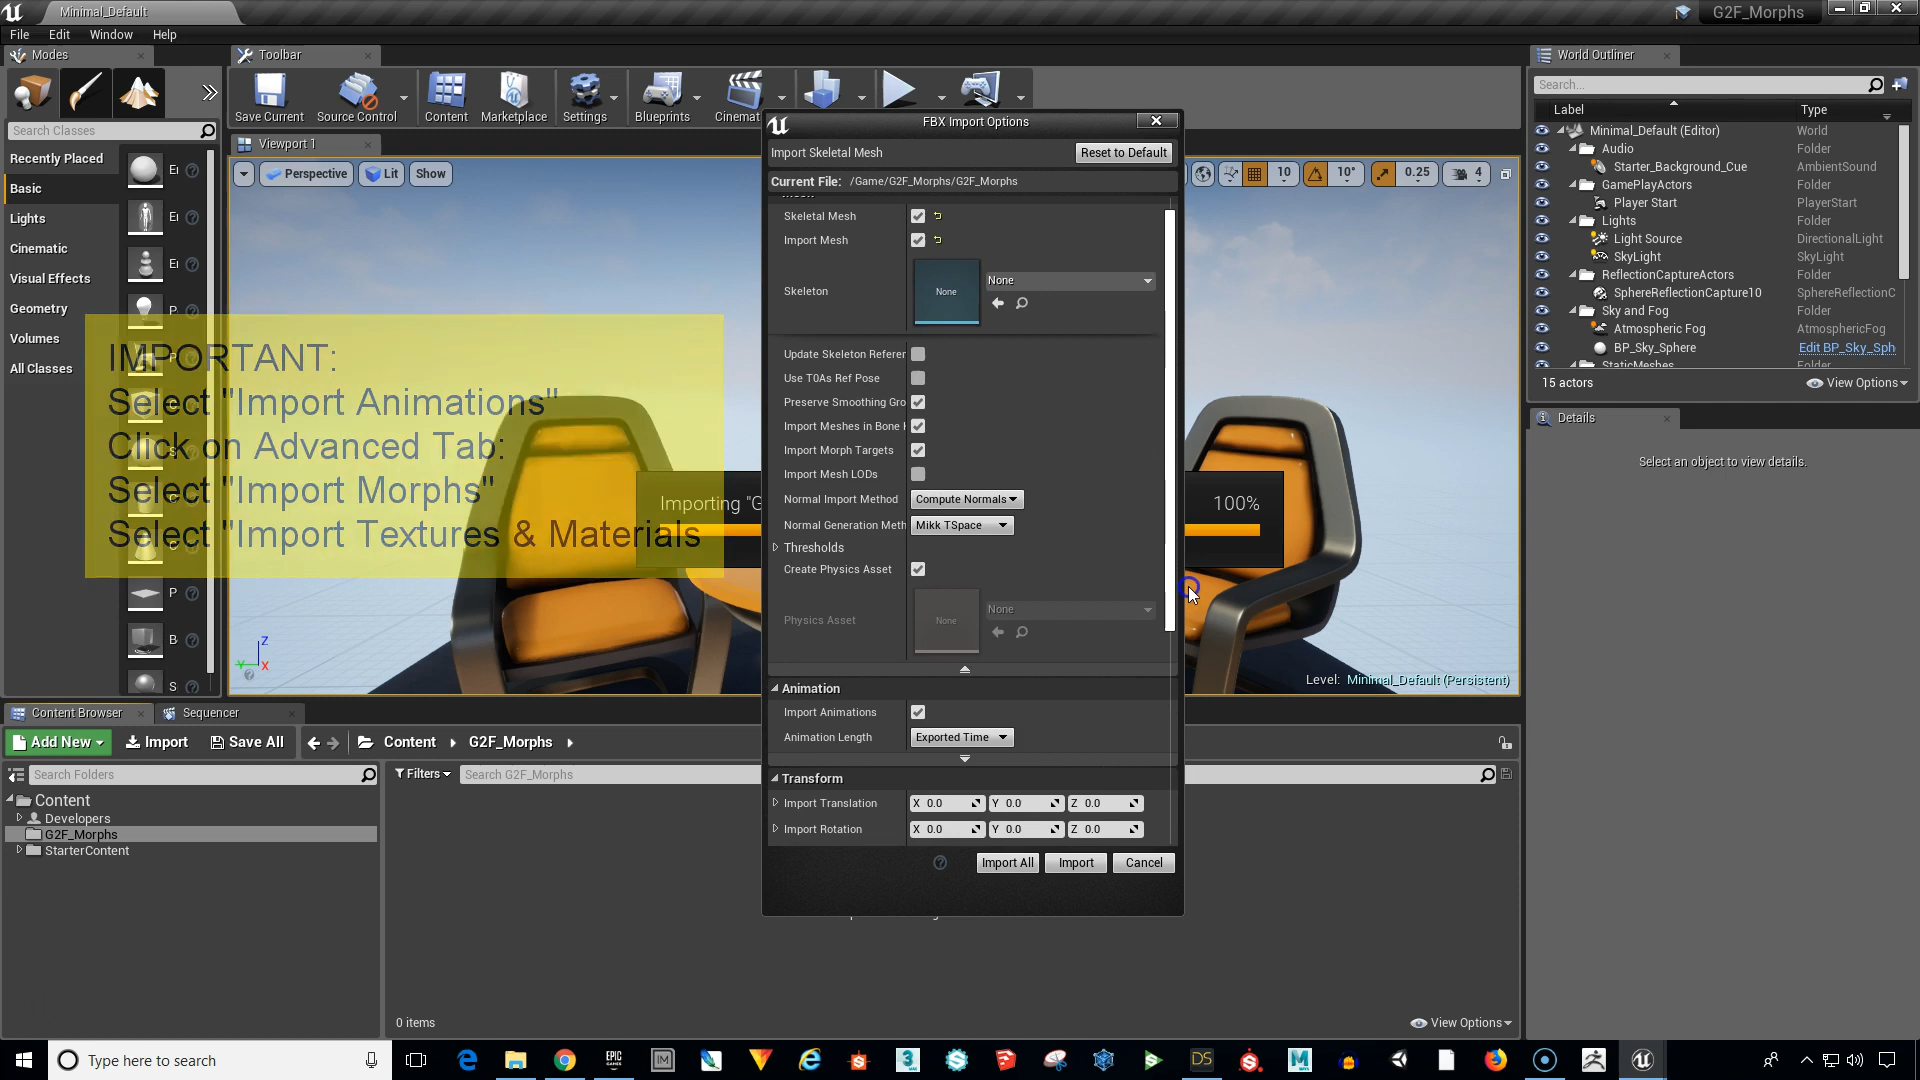 Minimal_Default
G2F_Morphs
File Edit Window Help
Modes
Toolbar
World Outliner
Save Current
Source Control
Content
Marketplace
Settings
Blueprints
Cinemat
Search Classes
Recently Placed
Basic
Lights
Cinematic
Visual Effects
Geometry
Volumes
All Classes
Viewport 1
Perspective
Lit
Show
10
10°
0.25
4
IMPORTANT:
Select "Import Animations"
Click on Advanced Tab:
Select "Import Morphs"
Select "Import Textures & Materials
Importing "G
100%
Level: Minimal_Default (Persistent)
FBX Import Options
Import Skeletal Mesh
Reset to Default
Current File: /Game/G2F_Morphs/G2F_Morphs
Skeletal Mesh
Import Mesh
Skeleton
None
None
Update Skeleton Referer
Use T0As Ref Pose
Preserve Smoothing Gro
Import Meshes in Bone
Import Morph Targets
Import Mesh LODs
Normal Import Method Compute Normals
Normal Generation Meth Mikk TSpace
Thresholds
Create Physics Asset
Physics Asset
None
None
Animation
Import Animations
Animation Length Exported Time
Transform
Import Translation X 0.0 Y 0.0 Z 0.0
Import Rotation X 0.0 Y 0.0 Z 0.0
Import All Import Cancel
Search...
Label Type
Minimal_Default (Editor) World
Audio Folder
Starter_Background_Cue AmbientSound
GamePlayActors Folder
Player Start PlayerStart
Lights Folder
Light Source DirectionalLight
SkyLight SkyLight
ReflectionCaptureActors Folder
SphereReflectionCapture10 SphereReflectionC
Sky and Fog Folder
Atmospheric Fog AtmosphericFog
BP_Sky_Sphere Edit BP_Sky_Sph
StaticMeshes Folder
15 actors
View Options
Details
Select an object to view details.
Content Browser
Sequencer
Add New Import Save All Content G2F_Morphs
Search Folders
Filters
Search G2F_Morphs
Content
Developers
G2F_Morphs
StarterContent
0 items
View Options
Type here to search